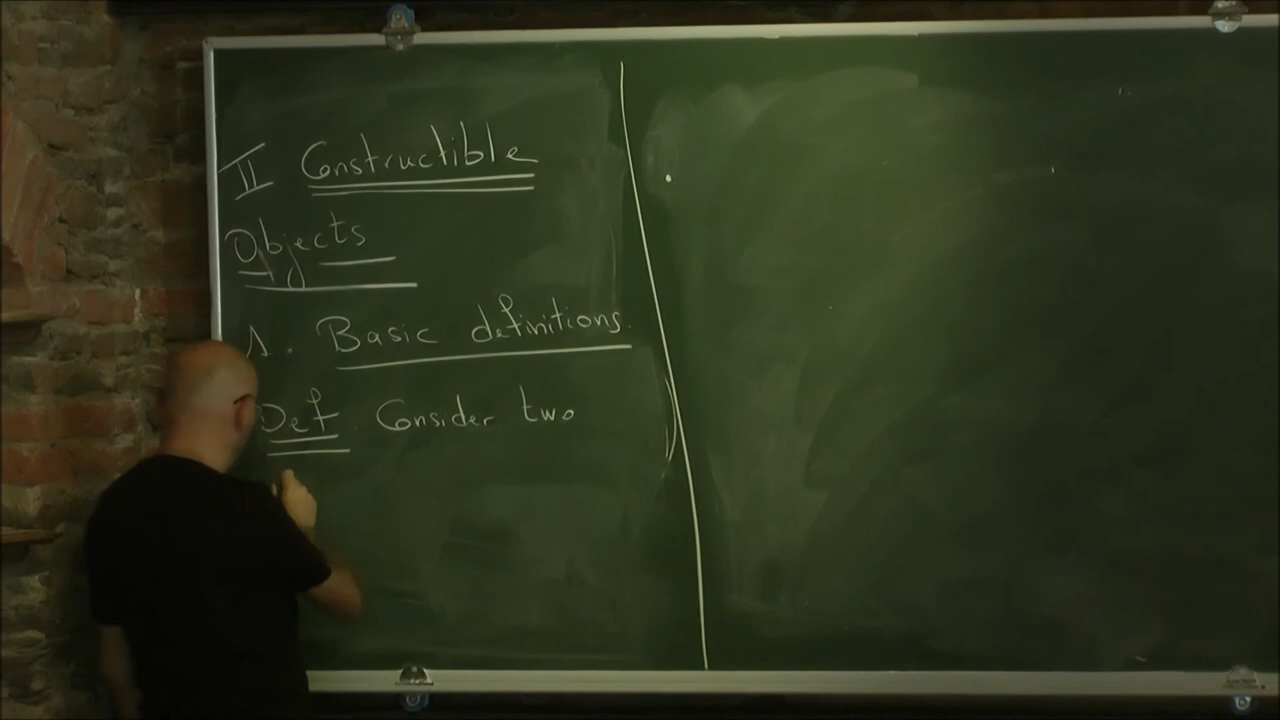 II Constructible
Objects
1. Basic definitions.
Def. Consider two